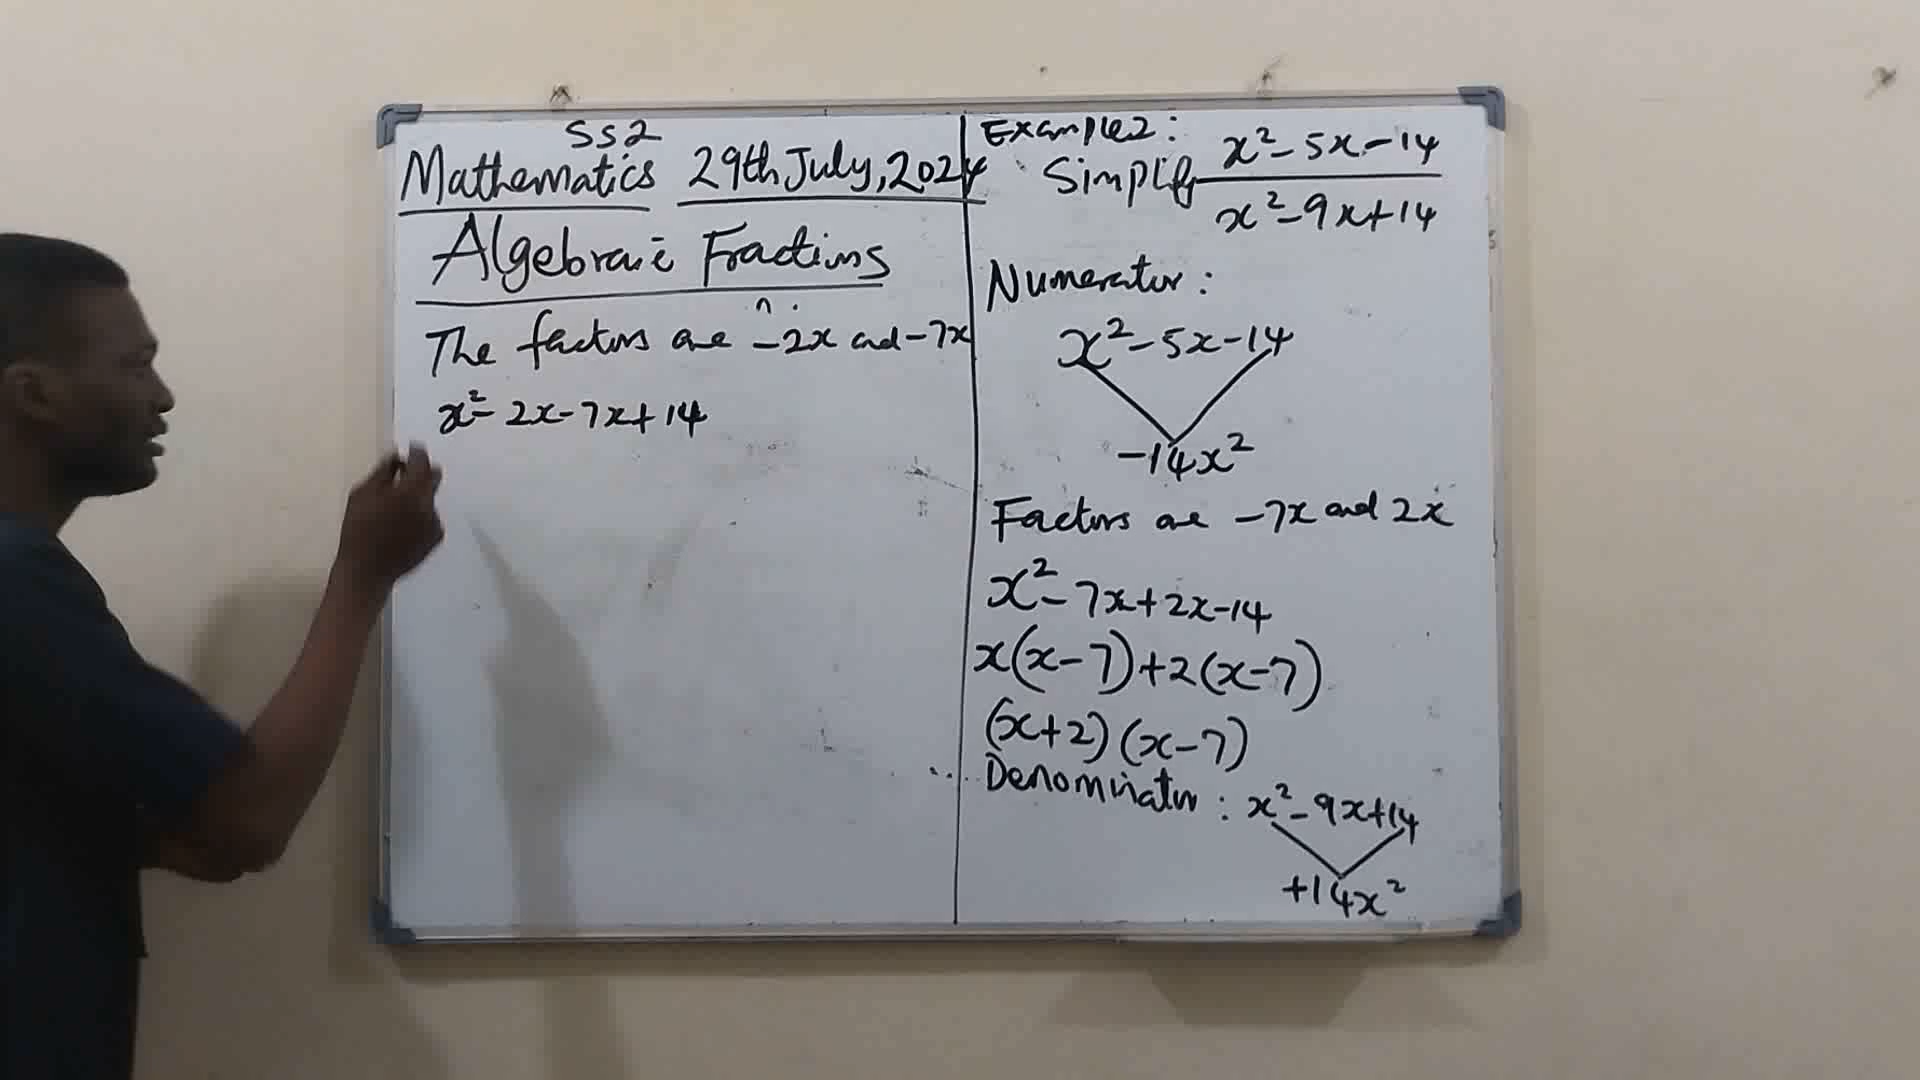 SS2
Mathematics 29th July, 2024
Algebraic Fractions
The factors are -2x and -7x
x²- 2x-7x+14
Example 2:
Simplify x²-5x-14 / x²-9x+14
Numerator:
x²-5x-14
-14x²
Factors are -7x and 2x
x²-7x+2x-14
x(x-7)+2(x-7)
(x+2)(x-7)
Denominator: x²-9x+14
+14x²